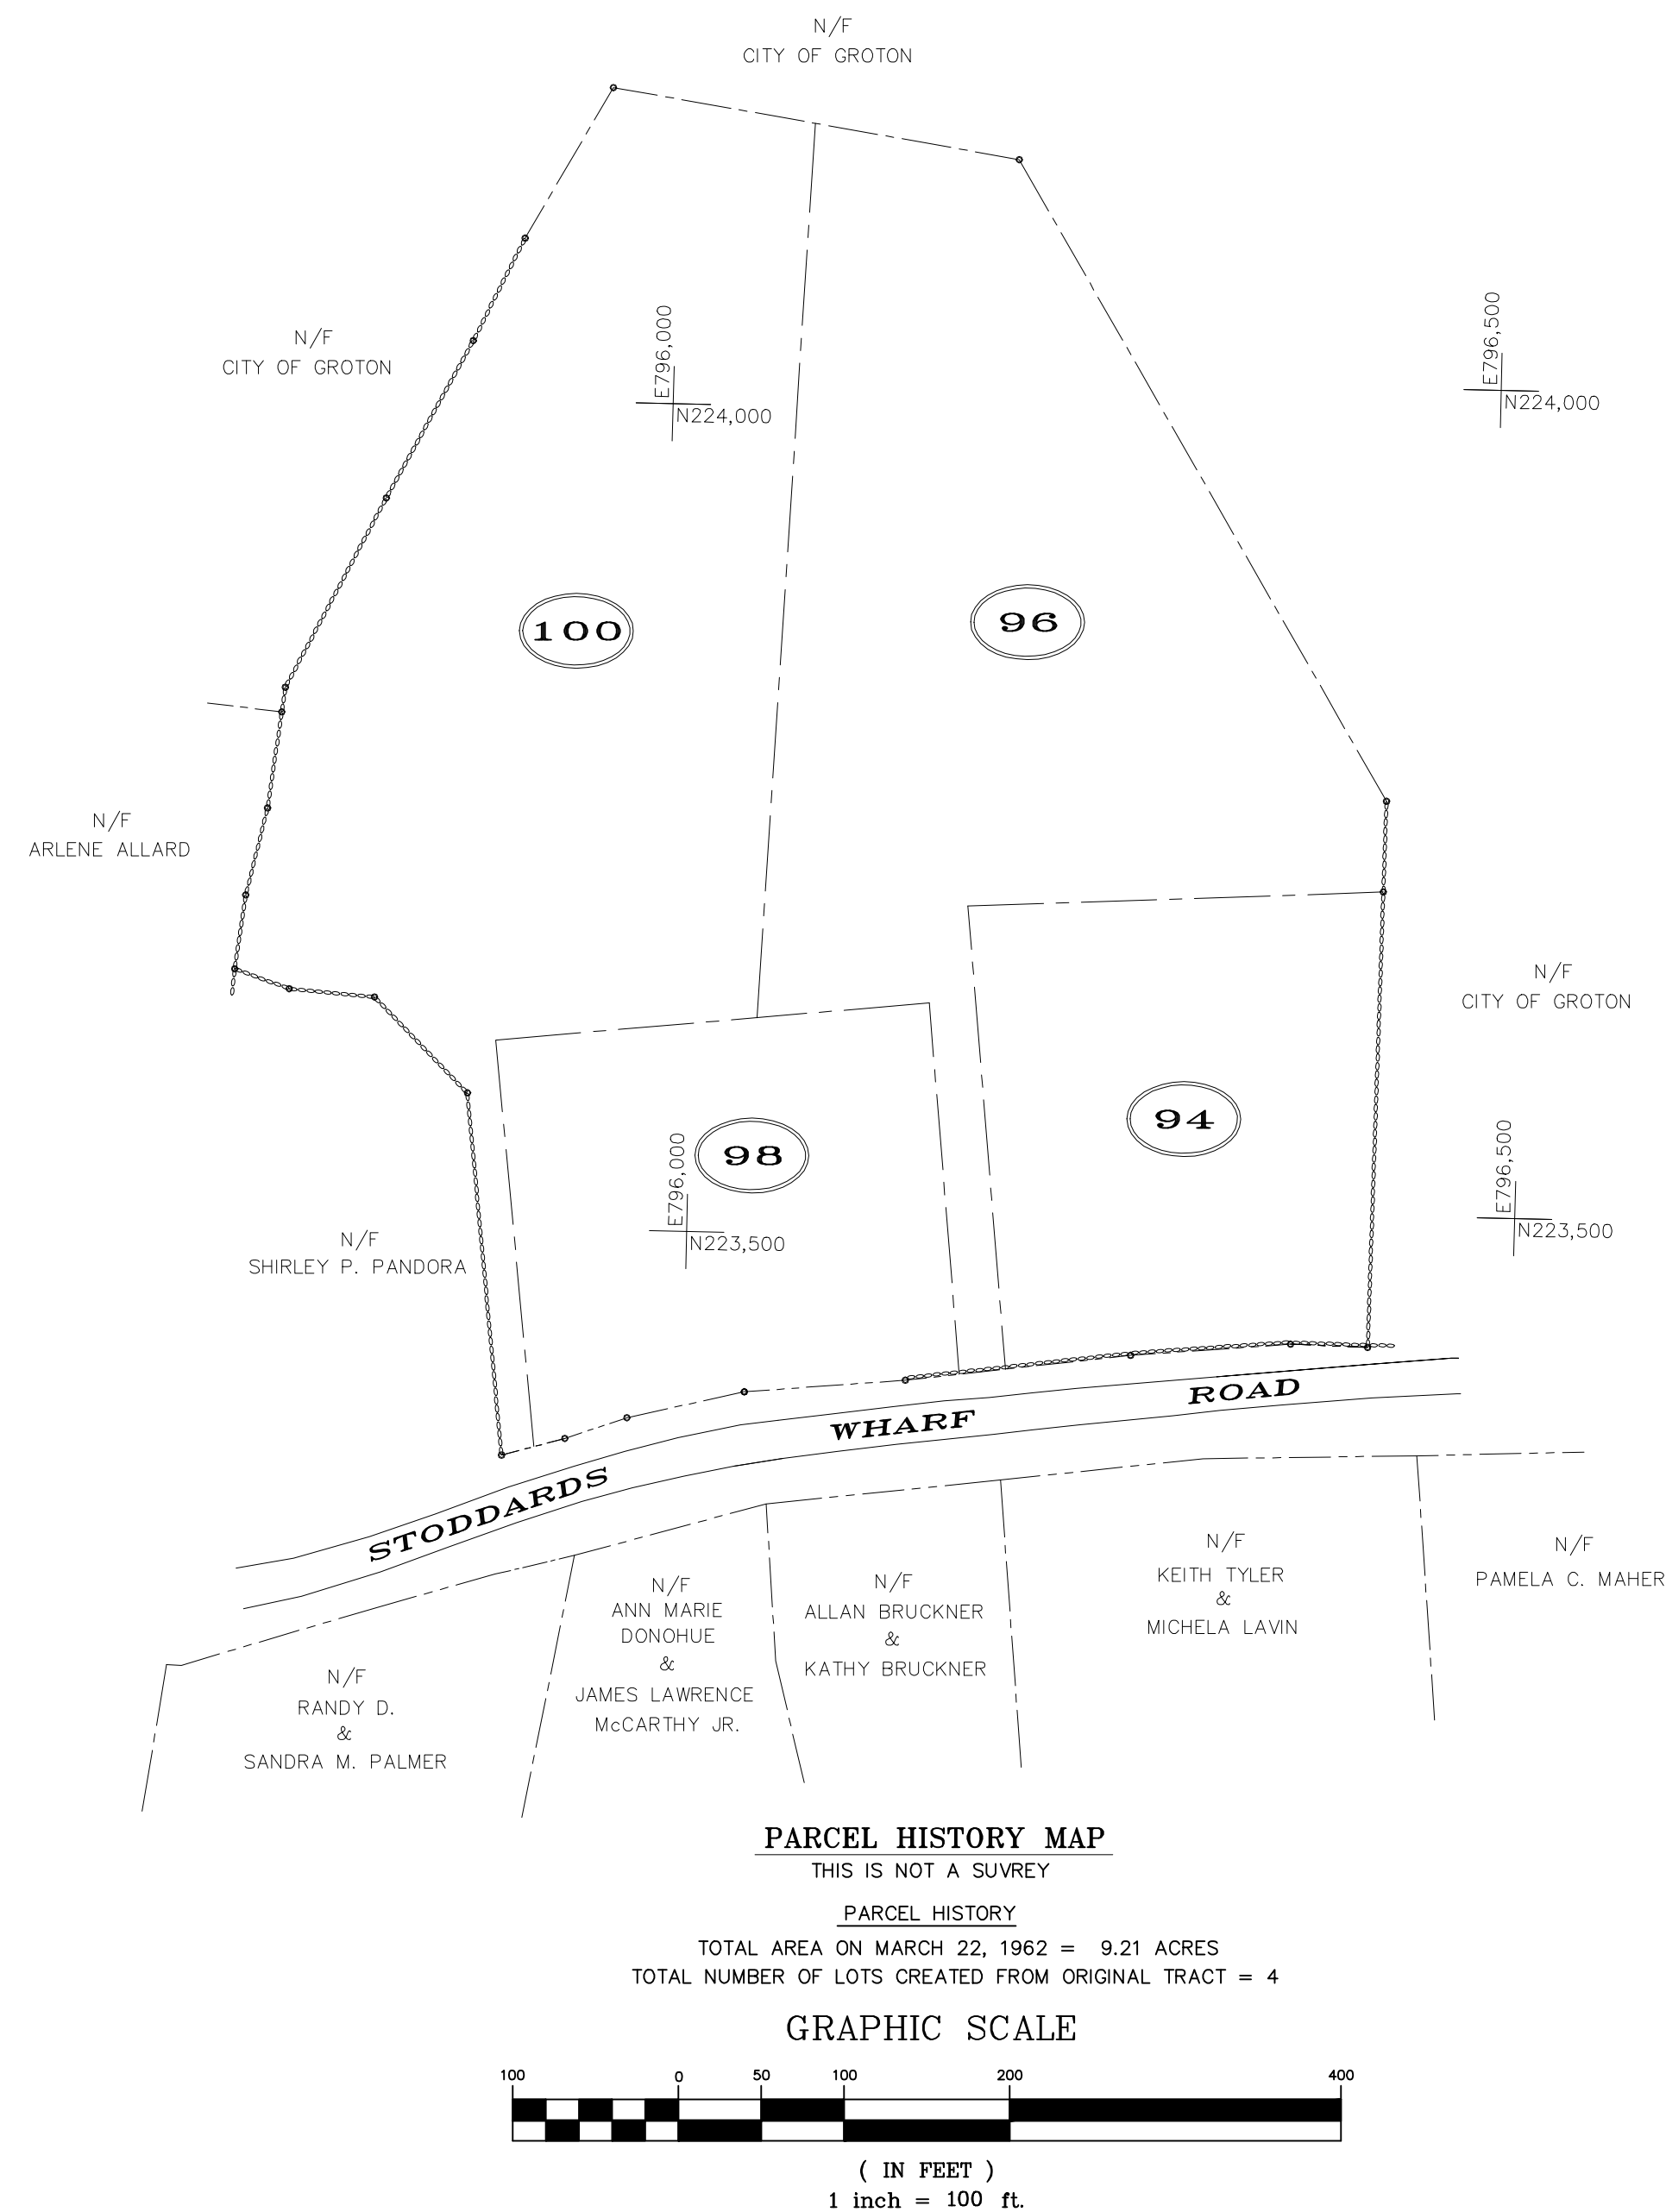 N/F
CITY OF GROTON
N/F
CITY OF GROTON
E796,000
N224,000
E796,500
N224,000
100
96
N/F
ARLENE ALLARD
N/F
CITY OF GROTON
98
94
E796,000
N223,500
E796,500
N223,500
N/F
SHIRLEY P. PANDORA
STODDARDS WHARF ROAD
N/F
RANDY D.
&
SANDRA M. PALMER
N/F
ANN MARIE
DONOHUE
&
JAMES LAWRENCE
McCARTHY JR.
N/F
ALLAN BRUCKNER
&
KATHY BRUCKNER
N/F
KEITH TYLER
&
MICHELA LAVIN
N/F
PAMELA C. MAHER
PARCEL HISTORY MAP
THIS IS NOT A SUVREY
PARCEL HISTORY
TOTAL AREA ON MARCH 22, 1962 = 9.21 ACRES
TOTAL NUMBER OF LOTS CREATED FROM ORIGINAL TRACT = 4
GRAPHIC SCALE
100 0 50 100 200 400
( IN FEET )
1 inch = 100 ft.